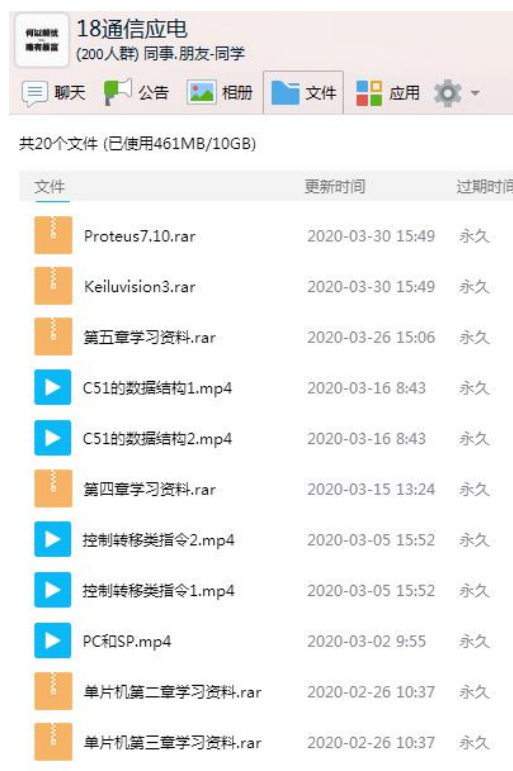 何以解忧
唯有暴富
18通信应电
(200人群) 同事.朋友-同学
聊天 公告 相册 文件 应用
共20个文件 (已使用461MB/10GB)
文件 更新时间 过期时间
Proteus7.10.rar 2020-03-30 15:49 永久
Keiluvision3.rar 2020-03-30 15:49 永久
第五章学习资料.rar 2020-03-26 15:06 永久
C51的数据结构1.mp4 2020-03-16 8:43 永久
C51的数据结构2.mp4 2020-03-16 8:43 永久
第四章学习资料.rar 2020-03-15 13:24 永久
控制转移类指令2.mp4 2020-03-05 15:52 永久
控制转移类指令1.mp4 2020-03-05 15:52 永久
PC和SP.mp4 2020-03-02 9:55 永久
单片机第二章学习资料.rar 2020-02-26 10:37 永久
单片机第三章学习资料.rar 2020-02-26 10:37 永久